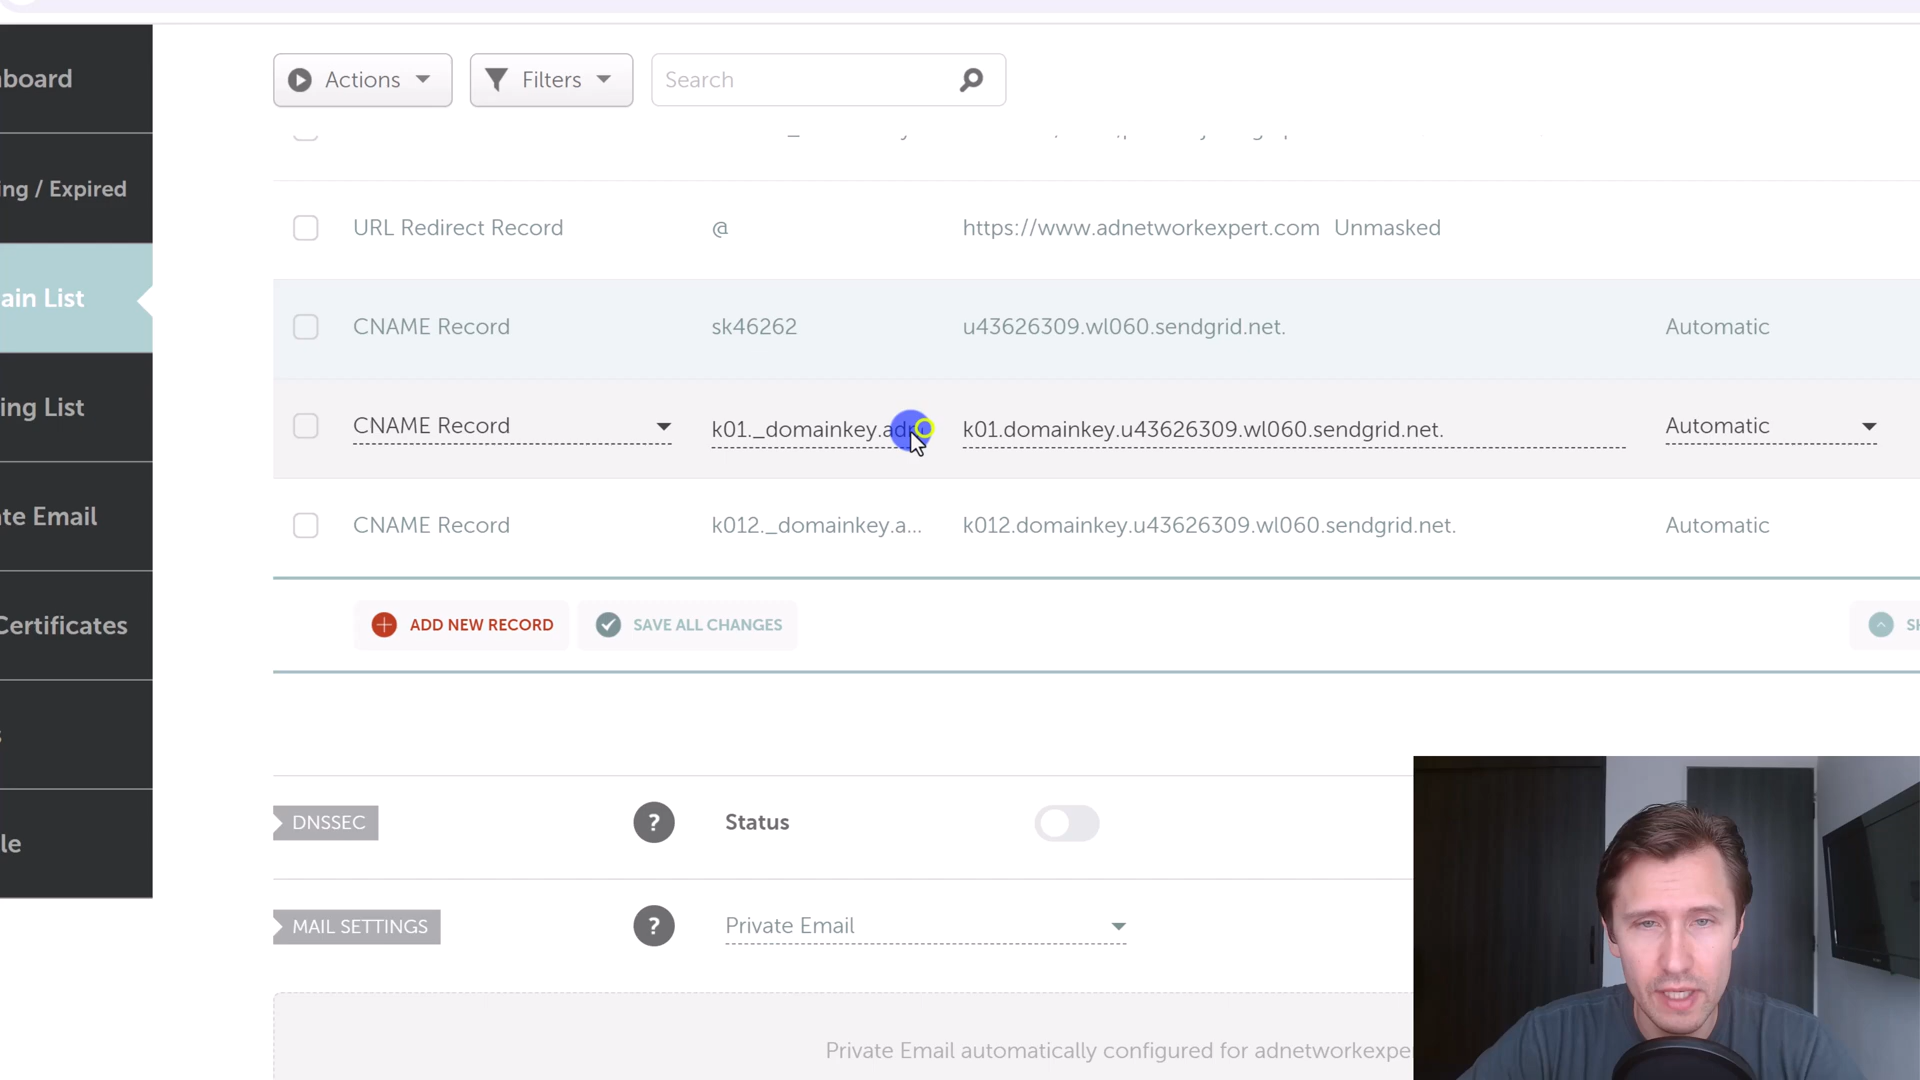 board
Actions
Filters
Search
ing / Expired
URL Redirect Record @ https://www.adnetworkexpert.com Unmasked
ain List
CNAME Record sk46262 u43626309.wl060.sendgrid.net. Automatic
ing List
CNAME Record k01._domainkey.adn k01.domainkey.u43626309.wl060.sendgrid.net. Automatic
te Email
CNAME Record k012._domainkey.a... k012.domainkey.u43626309.wl060.sendgrid.net. Automatic
Certificates
ADD NEW RECORD
SAVE ALL CHANGES
SH
s
DNSSEC ? Status
le
MAIL SETTINGS ? Private Email
Private Email automatically configured for adnetworkexpe